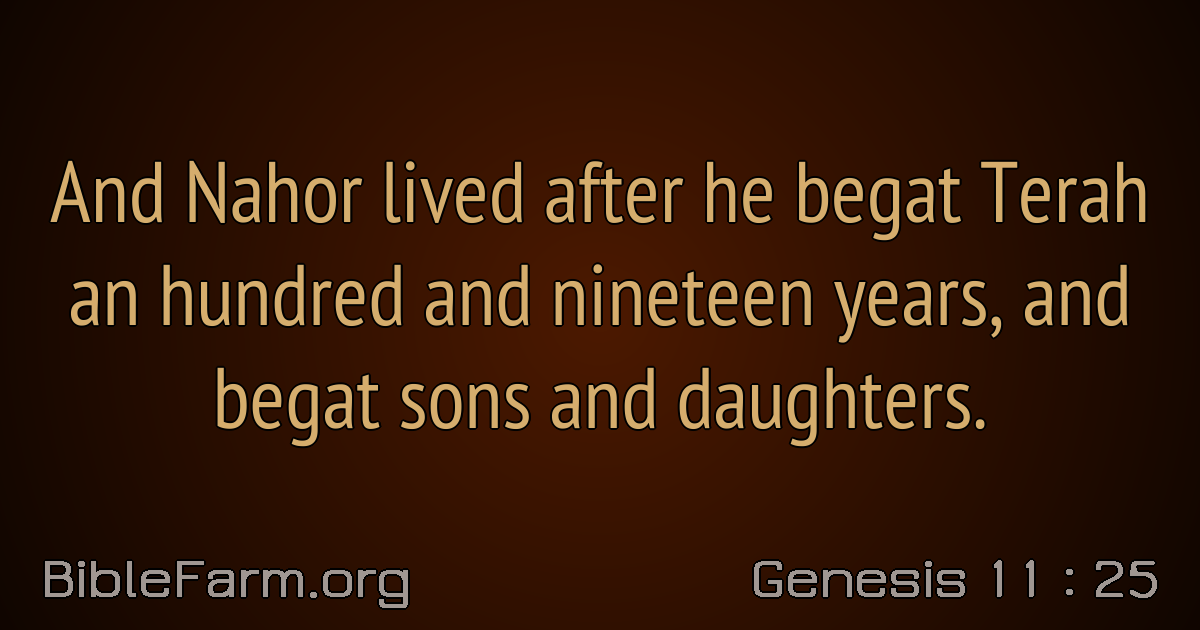 And Nahor lived after he begat Terah
an hundred and nineteen years, and
begat sons and daughters.
BibleFarm.org
Genesis 11 : 25